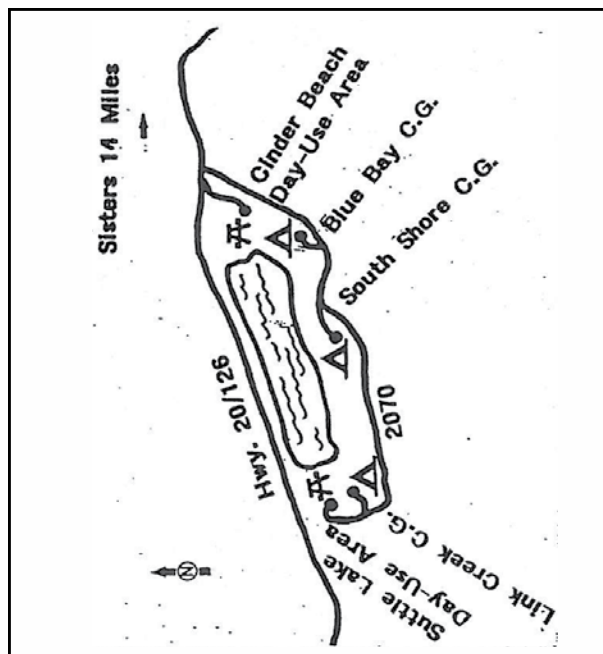 Sisters 14 Miles
Cinder Beach
Day-Use Area
Blue Bay C.G.
South Shore C.G.
Hwy. 20/126
2070
N
Suttle Lake
Day-Use Area
Link Creek C.G.